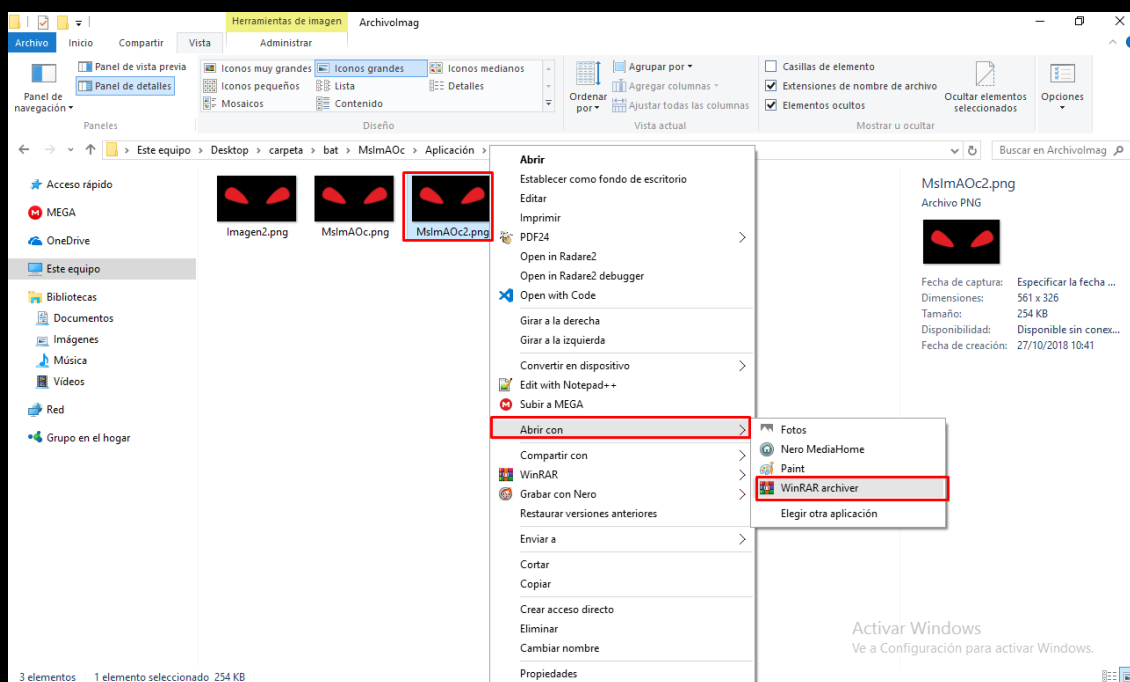 Herramientas de imagen ArchivoImag
Archivo Inicio Compartir Vista Administrar
Panel de navegación
Panel de vista previa
Panel de detalles
Paneles
Iconos muy grandes Iconos grandes Iconos medianos
Iconos pequeños Lista Detalles
Mosaicos Contenido
Diseño
Ordenar por
Agrupar por
Agregar columnas
Ajustar todas las columnas
Vista actual
Casillas de elemento
Extensiones de nombre de archivo
Elementos ocultos
Ocultar elementos seleccionados
Opciones
Mostrar u ocultar
Este equipo > Desktop > carpeta > bat > MsImAOc > Aplicación >
Buscar en ArchivoImag
Acceso rápido
MEGA
OneDrive
Este equipo
Bibliotecas
Documentos
Imágenes
Música
Vídeos
Red
Grupo en el hogar
Imagen2.png MsImAOc.png MsImAOc2.png
Abrir
Establecer como fondo de escritorio
Editar
Imprimir
PDF24
Open in Radare2
Open in Radare2 debugger
Open with Code
Girar a la derecha
Girar a la izquierda
Convertir en dispositivo
Edit with Notepad++
Subir a MEGA
Abrir con
Compartir con
WinRAR
Grabar con Nero
Restaurar versiones anteriores
Enviar a
Cortar
Copiar
Crear acceso directo
Eliminar
Cambiar nombre
Propiedades
Fotos
Nero MediaHome
Paint
WinRAR archiver
Elegir otra aplicación
MsImAOc2.png
Archivo PNG
Fecha de captura: Especificar la fecha ...
Dimensiones: 561 x 326
Tamaño: 254 KB
Disponibilidad: Disponible sin conex...
Fecha de creación: 27/10/2018 10:41
Activar Windows
Ve a Configuración para activar Windows.
3 elementos 1 elemento seleccionado 254 KB